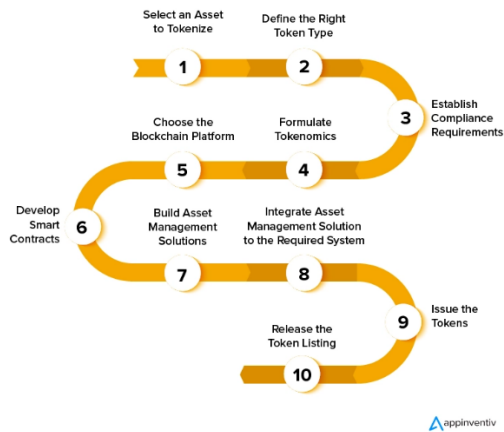 Select an Asset
to Tokenize
1
Define the Right
Token Type
2
Establish
Compliance
Requirements
3
Formulate
Tokenomics
4
Choose the
Blockchain Platform
5
Develop
Smart
Contracts
6
Build Asset
Management
Solutions
7
Integrate Asset
Management Solution
to the Required System
8
Issue the
Tokens
9
Release the
Token Listing
10
appinventiv